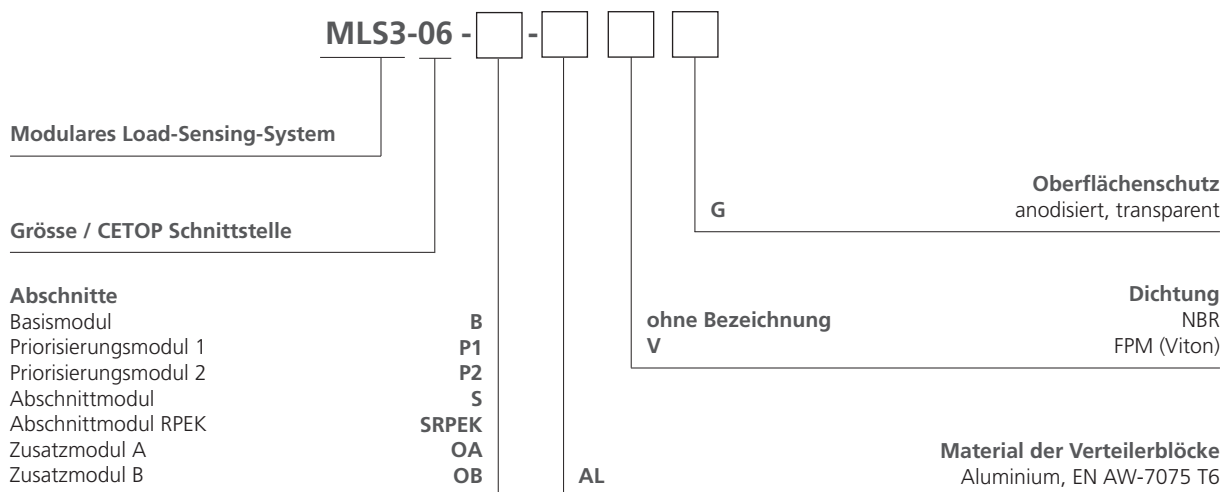 MLS3-06 - -
Modulares Load-Sensing-System
Grösse / CETOP Schnittstelle
Abschnitte
Basismodul B
Priorisierungsmodul 1 P1
Priorisierungsmodul 2 P2
Abschnittmodul S
Abschnittmodul RPEK SRPEK
Zusatzmodul A OA
Zusatzmodul B OB
Oberflächenschutz
G anodisiert, transparent
Dichtung
ohne Bezeichnung NBR
V FPM (Viton)
Material der Verteilerblöcke
AL Aluminium, EN AW-7075 T6